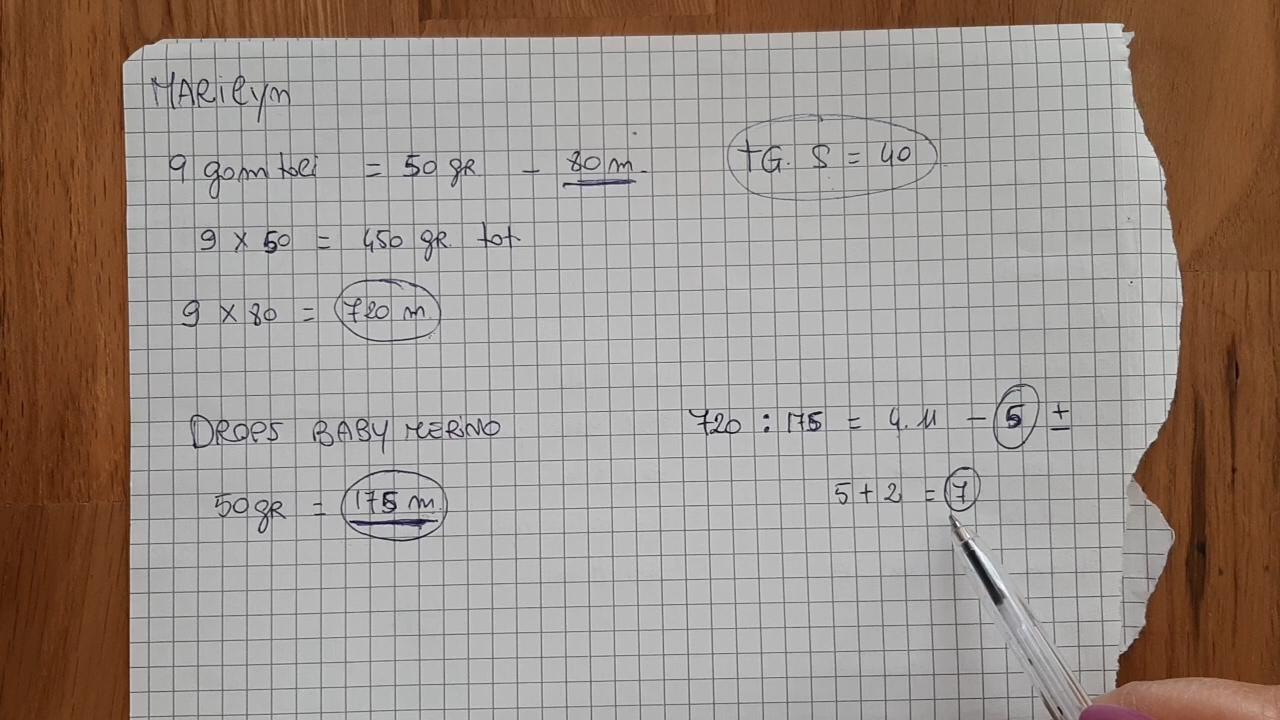 MARilyn
9 gomitoli = 50 gR - 80 m.
tG. S = 40
9 x 50 = 450 gR. tot
9 x 80 = 720 m
DROPS BABY MERINO
50 gR = 175 m
720 : 175 = 4.11 - 5 ±
5 + 2 = 7